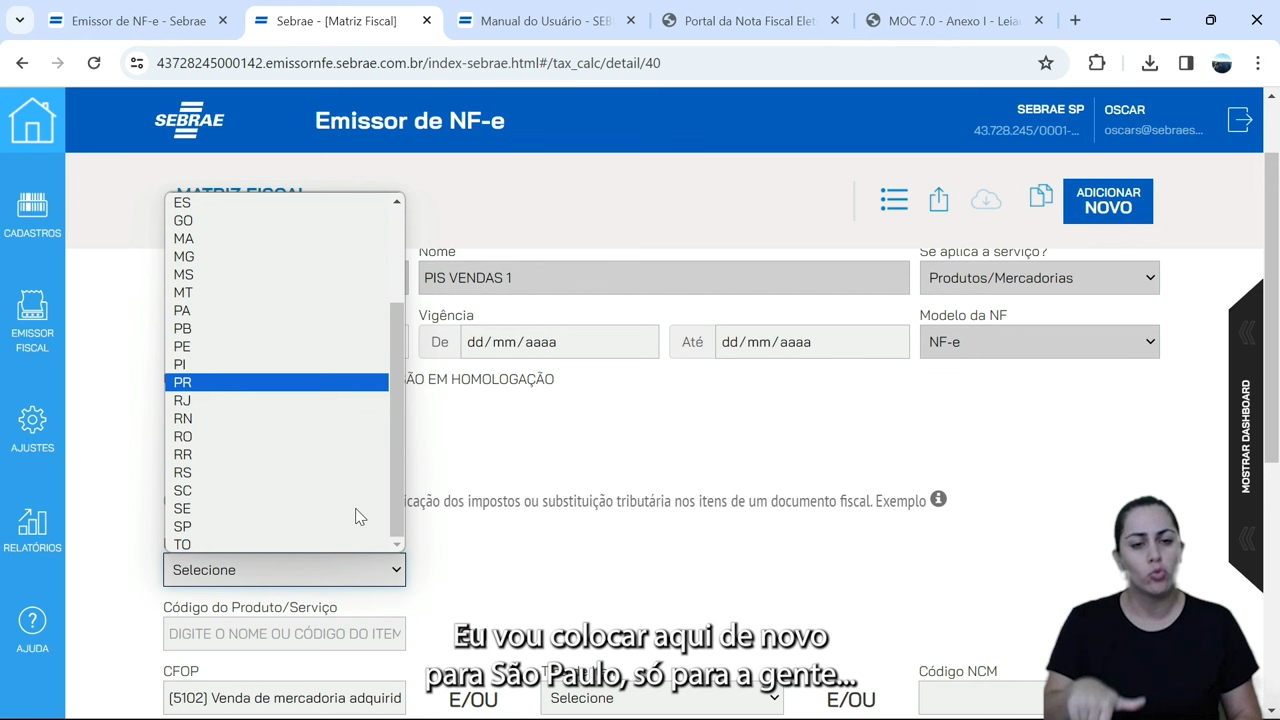 Emissor de NF-e - Sebrae
Sebrae - [Matriz Fiscal]
Manual do Usuário - SEB
Portal da Nota Fiscal Elet
MOC 7.0 - Anexo I - Leia
43728245000142.emissornfe.sebrae.com.br/index-sebrae.html#/tax_calc/detail/40
SEBRAE
Emissor de NF-e
SEBRAE SP
43.728.245/0001-...
OSCAR
oscars@sebraes...
CADASTROS
EMISSOR
FISCAL
AJUSTES
RELATÓRIOS
AJUDA
MATRIZ FISCAL
ADICIONAR
NOVO
Nome
Se aplica a serviço?
PIS VENDAS 1
Produtos/Mercadorias
Vigência
Modelo da NF
De
dd/mm/aaaa
Até
dd/mm/aaaa
NF-e
SÃO EM HOMOLOGAÇÃO
ES
GO
MA
MG
MS
MT
PA
PB
PE
PI
PR
RJ
RN
RO
RR
RS
SC
SE
SP
TO
icação dos impostos ou substituição tributária nos itens de um documento fiscal. Exemplo
Selecione
Código do Produto/Serviço
DIGITE O NOME OU CÓDIGO DO ITEM
CFOP
Código NCM
[5102] Venda de mercadoria adquirid
E/OU
Selecione
E/OU
MOSTRAR DASHBOARD
Eu vou colocar aqui de novo
para São Paulo, só para a gente...